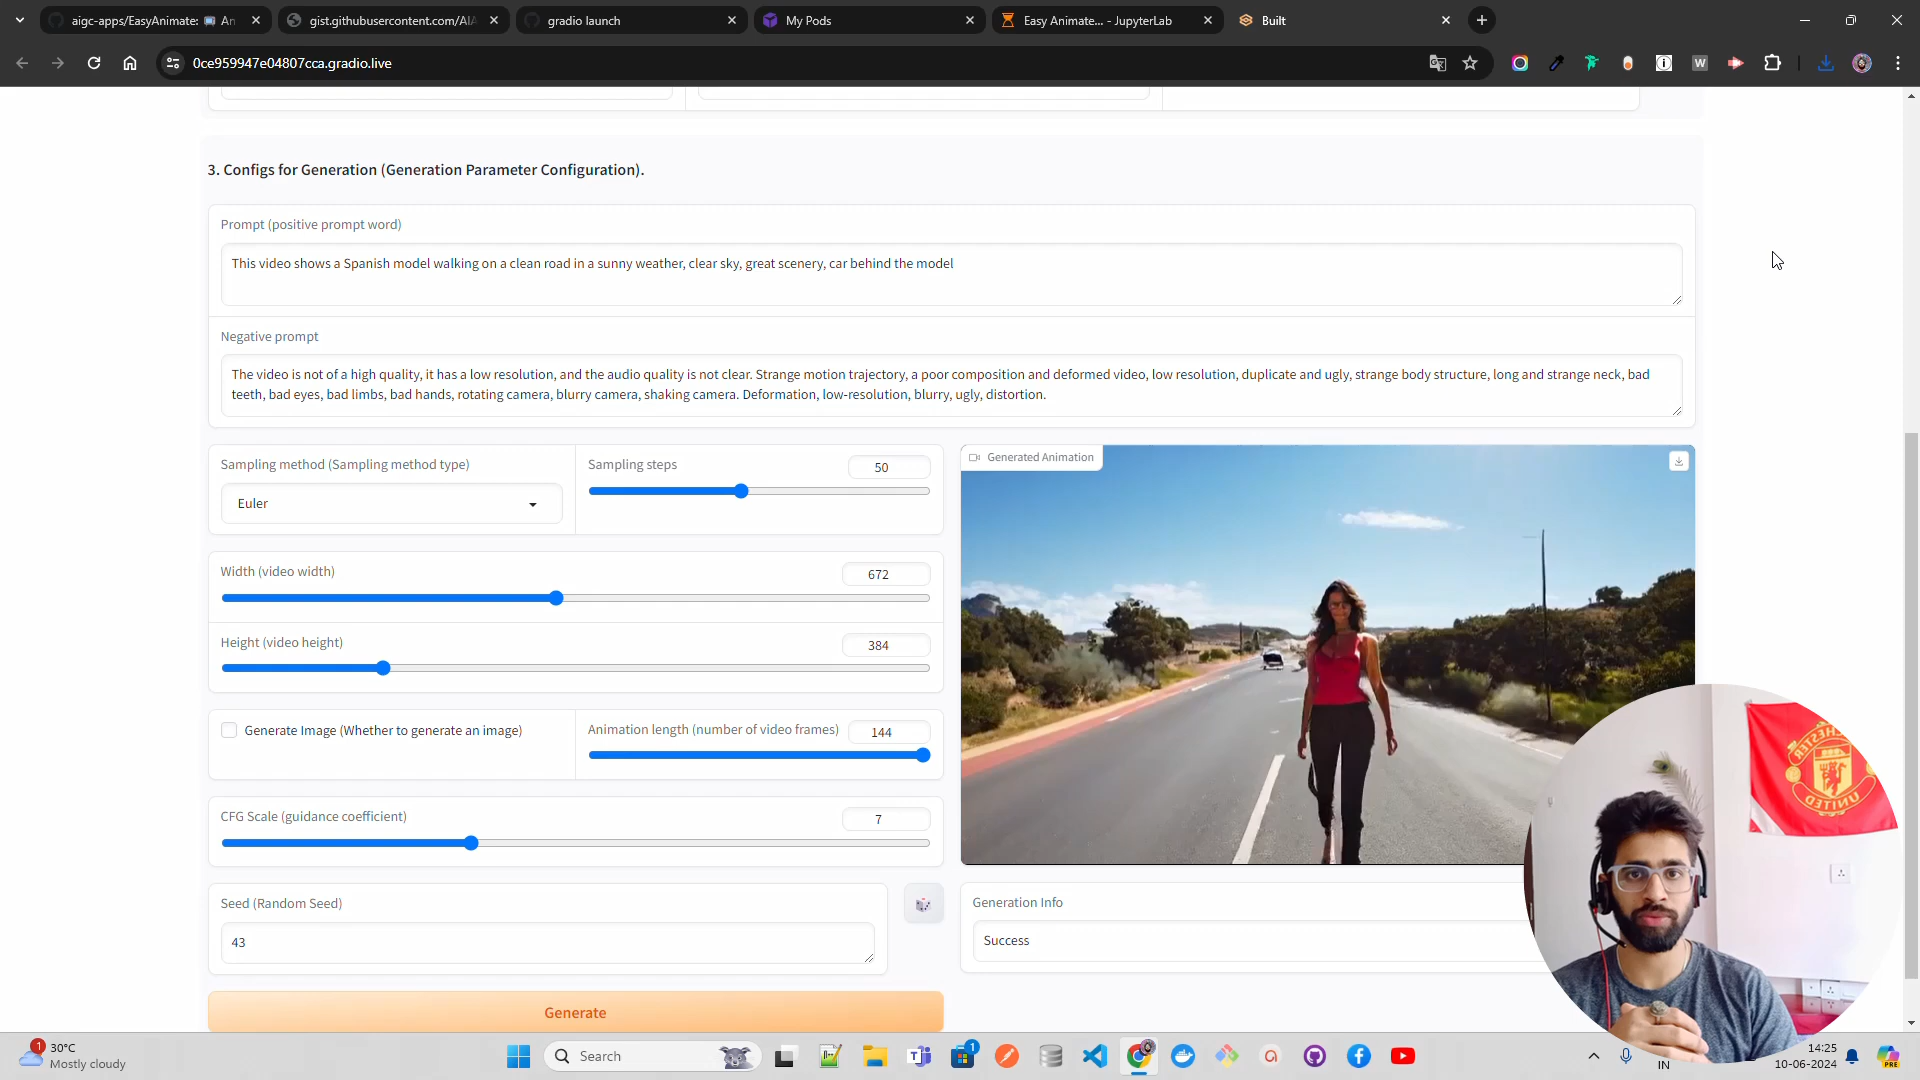 aigc-apps/EasyAnimate: An
gist.githubusercontent.com/AIA
gradio launch
My Pods
Easy Animate... - JupyterLab
Built
0ce959947e04807cca.gradio.live
3. Configs for Generation (Generation Parameter Configuration).
Prompt (positive prompt word)
This video shows a Spanish model walking on a clean road in a sunny weather, clear sky, great scenery, car behind the model
Negative prompt
The video is not of a high quality, it has a low resolution, and the audio quality is not clear. Strange motion trajectory, a poor composition and deformed video, low resolution, duplicate and ugly, strange body structure, long and strange neck, bad
teeth, bad eyes, bad limbs, bad hands, rotating camera, blurry camera, shaking camera. Deformation, low-resolution, blurry, ugly, distortion.
Sampling method (Sampling method type)
Euler
Sampling steps
50
Generated Animation
Width (video width)
672
Height (video height)
384
Generate Image (Whether to generate an image)
Animation length (number of video frames)
144
CFG Scale (guidance coefficient)
7
Seed (Random Seed)
43
Generation Info
Success
Generate
MANCHESTER
UNITED
1
30°C
Mostly cloudy
Search
1
IN
14:25
10-06-2024
PRE